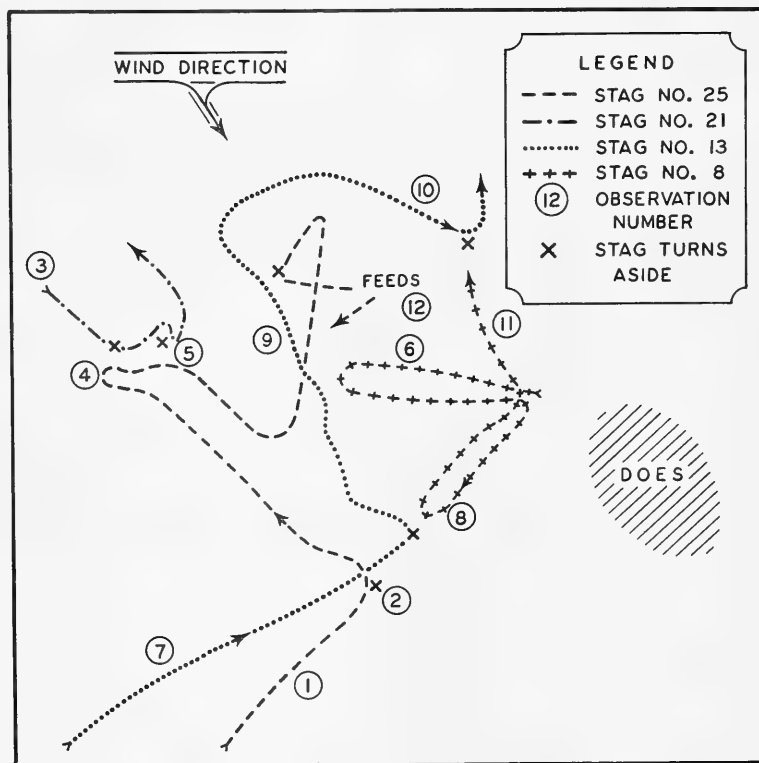 WIND DIRECTION
LEGEND
STAG NO. 25
STAG NO. 21
STAG NO. 13
STAG NO. 8
12 OBSERVATION
NUMBER
STAG TURNS
ASIDE
10
3
FEEDS
12
11
5
9
6
4
DOES
8
2
7
1